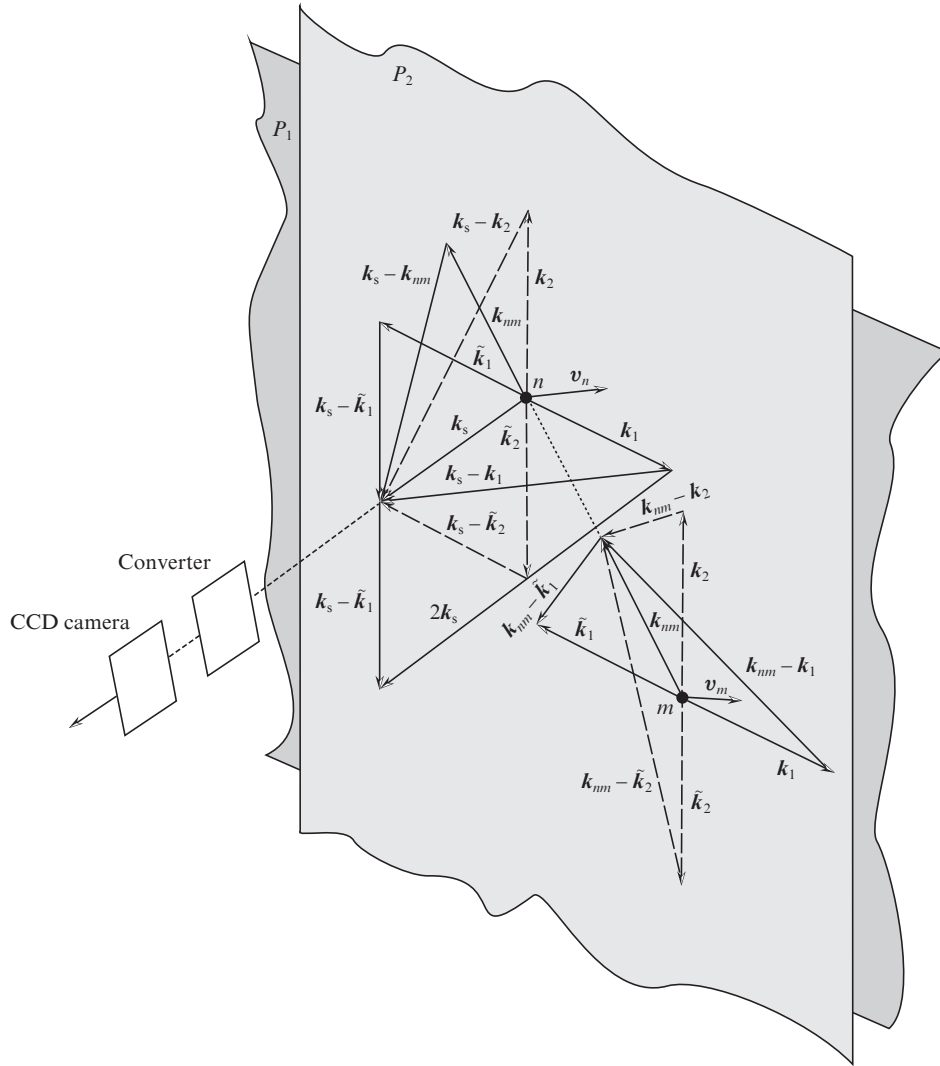 P₂
P₁
kₛ – k₂
kₛ – kₙₘ
k₂
kₙₘ
k̃₁
n
vₙ
kₛ – k̃₁
kₛ
k̃₂
k₁
kₛ – k₁
kₙₘ – k₂
kₛ – k̃₂
Converter
k₂
kₛ – k̃₁
kₙₘ – k̃₁
CCD camera
2kₛ
k̃₁
kₙₘ
kₙₘ – k₁
vₘ
m
k₁
kₙₘ – k̃₂
k̃₂